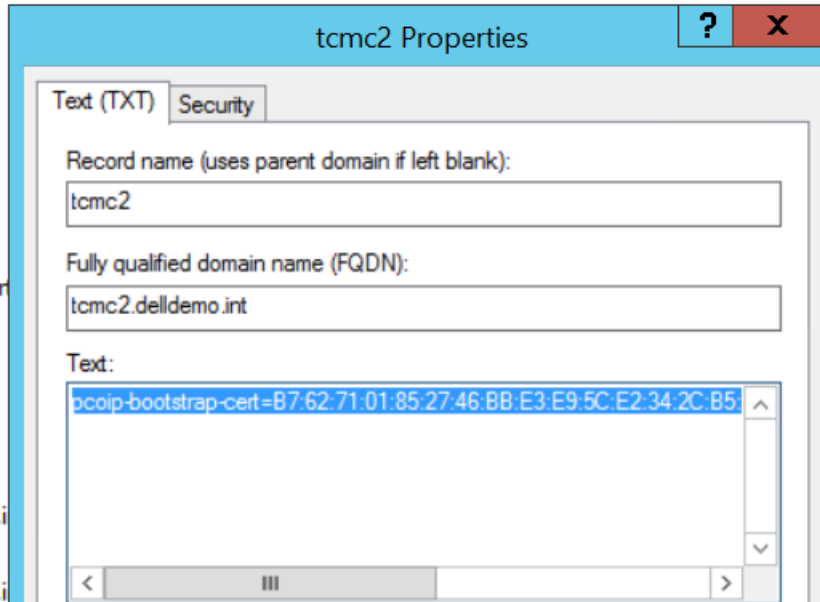 tcmc2 Properties
? X
Text (TXT) Security
Record name (uses parent domain if left blank):
tcmc2
Fully qualified domain name (FQDN):
tcmc2.delldemo.int
Text:
pcoip-bootstrap-cert=B7:62:71:01:85:27:46:BB:E3:E9:5C:E2:34:2C:B5: